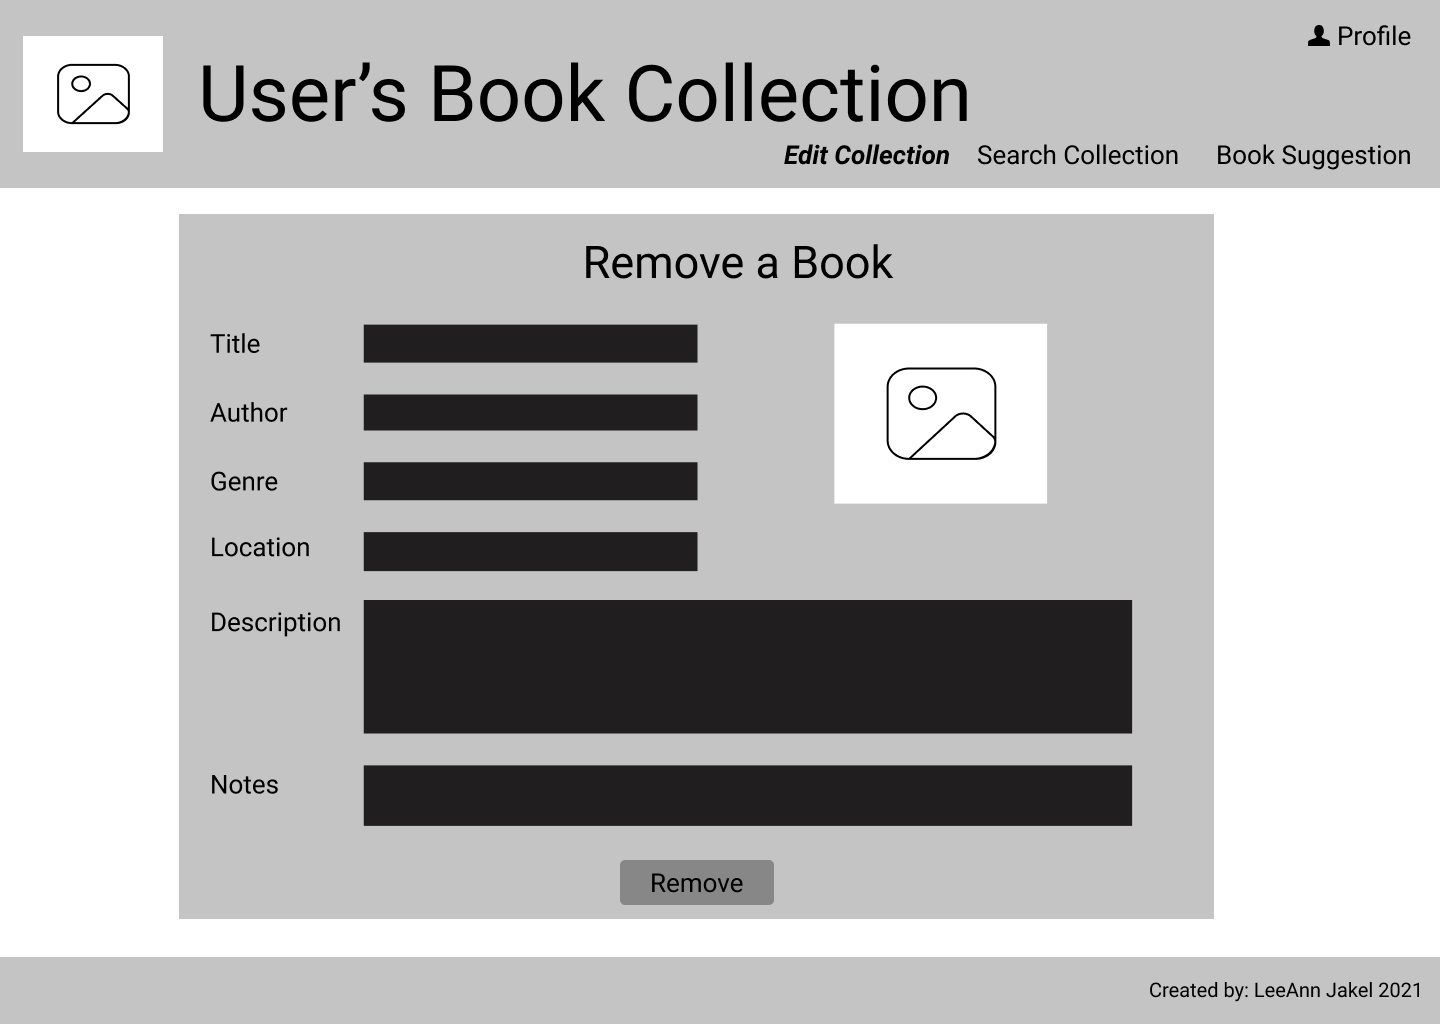 Profile
User’s Book Collection
Edit Collection Search Collection Book Suggestion
Remove a Book
Title
Author
Genre
Location
Description
Notes
Remove
Created by: LeeAnn Jakel 2021